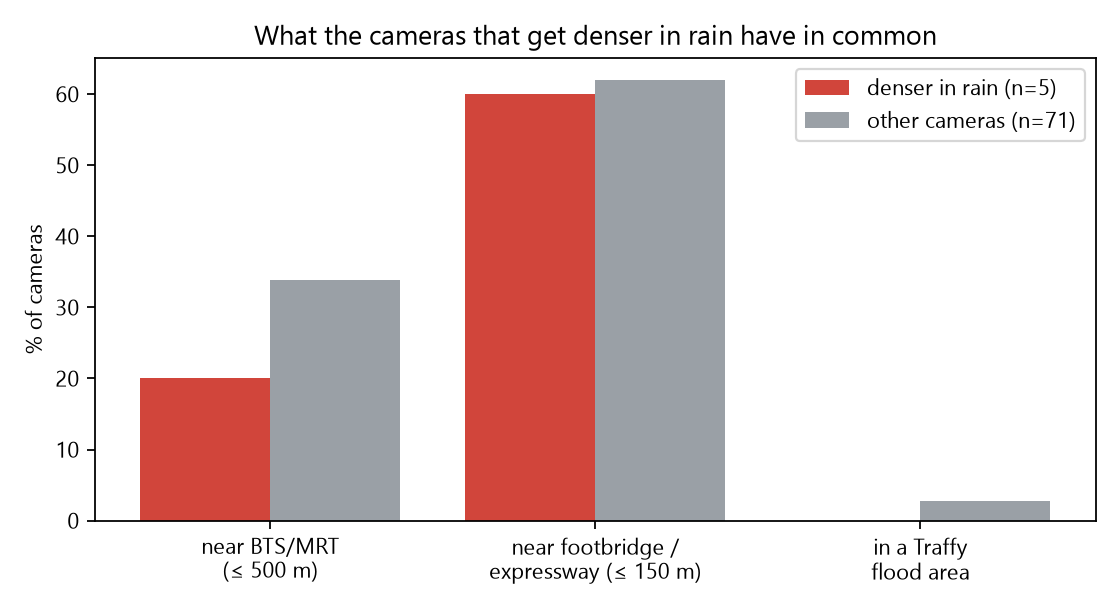 What the cameras that get denser in rain have in common
denser in rain (n=5)
other cameras (n=71)
% of cameras
60
50
40
30
20
10
0
near BTS/MRT
(≤ 500 m)
near footbridge /
expressway (≤ 150 m)
in a Traffy
flood area